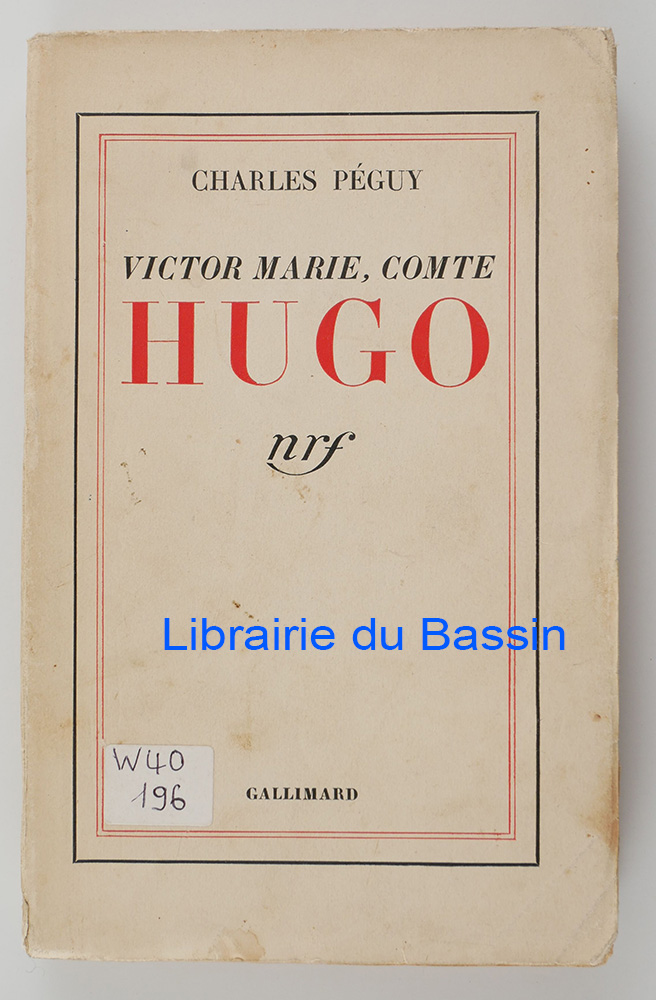 CHARLES PÉGUY
VICTOR MARIE, COMTE
HUGO
nrf
Librairie du Bassin
W40
196
GALLIMARD